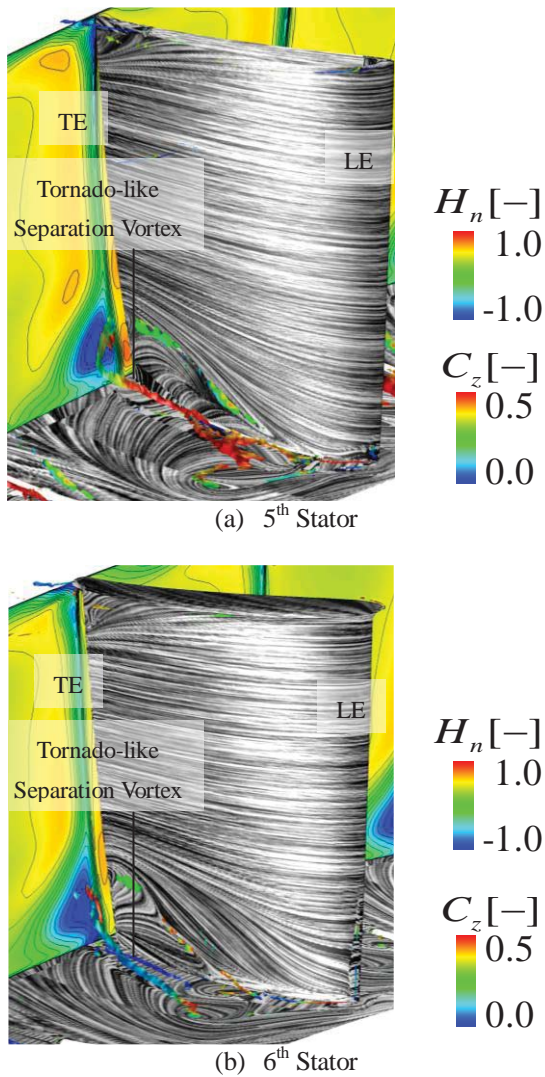 TE
LE
Tornado-like
Separation Vortex
H_n [−]
1.0
-1.0
C_z [−]
0.5
0.0
(a) 5th Stator
TE
LE
Tornado-like
Separation Vortex
H_n [−]
1.0
-1.0
C_z [−]
0.5
0.0
(b) 6th Stator